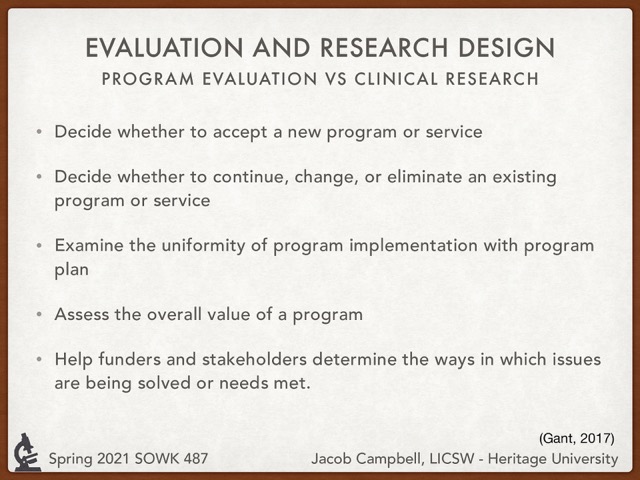 EVALUATION AND RESEARCH DESIGN
PROGRAM EVALUATION VS CLINICAL RESEARCH
• Decide whether to accept a new program or service
• Decide whether to continue, change, or eliminate an existing
program or service
• Examine the uniformity of program implementation with program
plan
• Assess the overall value of a program
• Help funders and stakeholders determine the ways in which issues
are being solved or needs met.
(Gant, 2017)
Spring 2021 SOWK 487
Jacob Campbell, LICSW - Heritage University